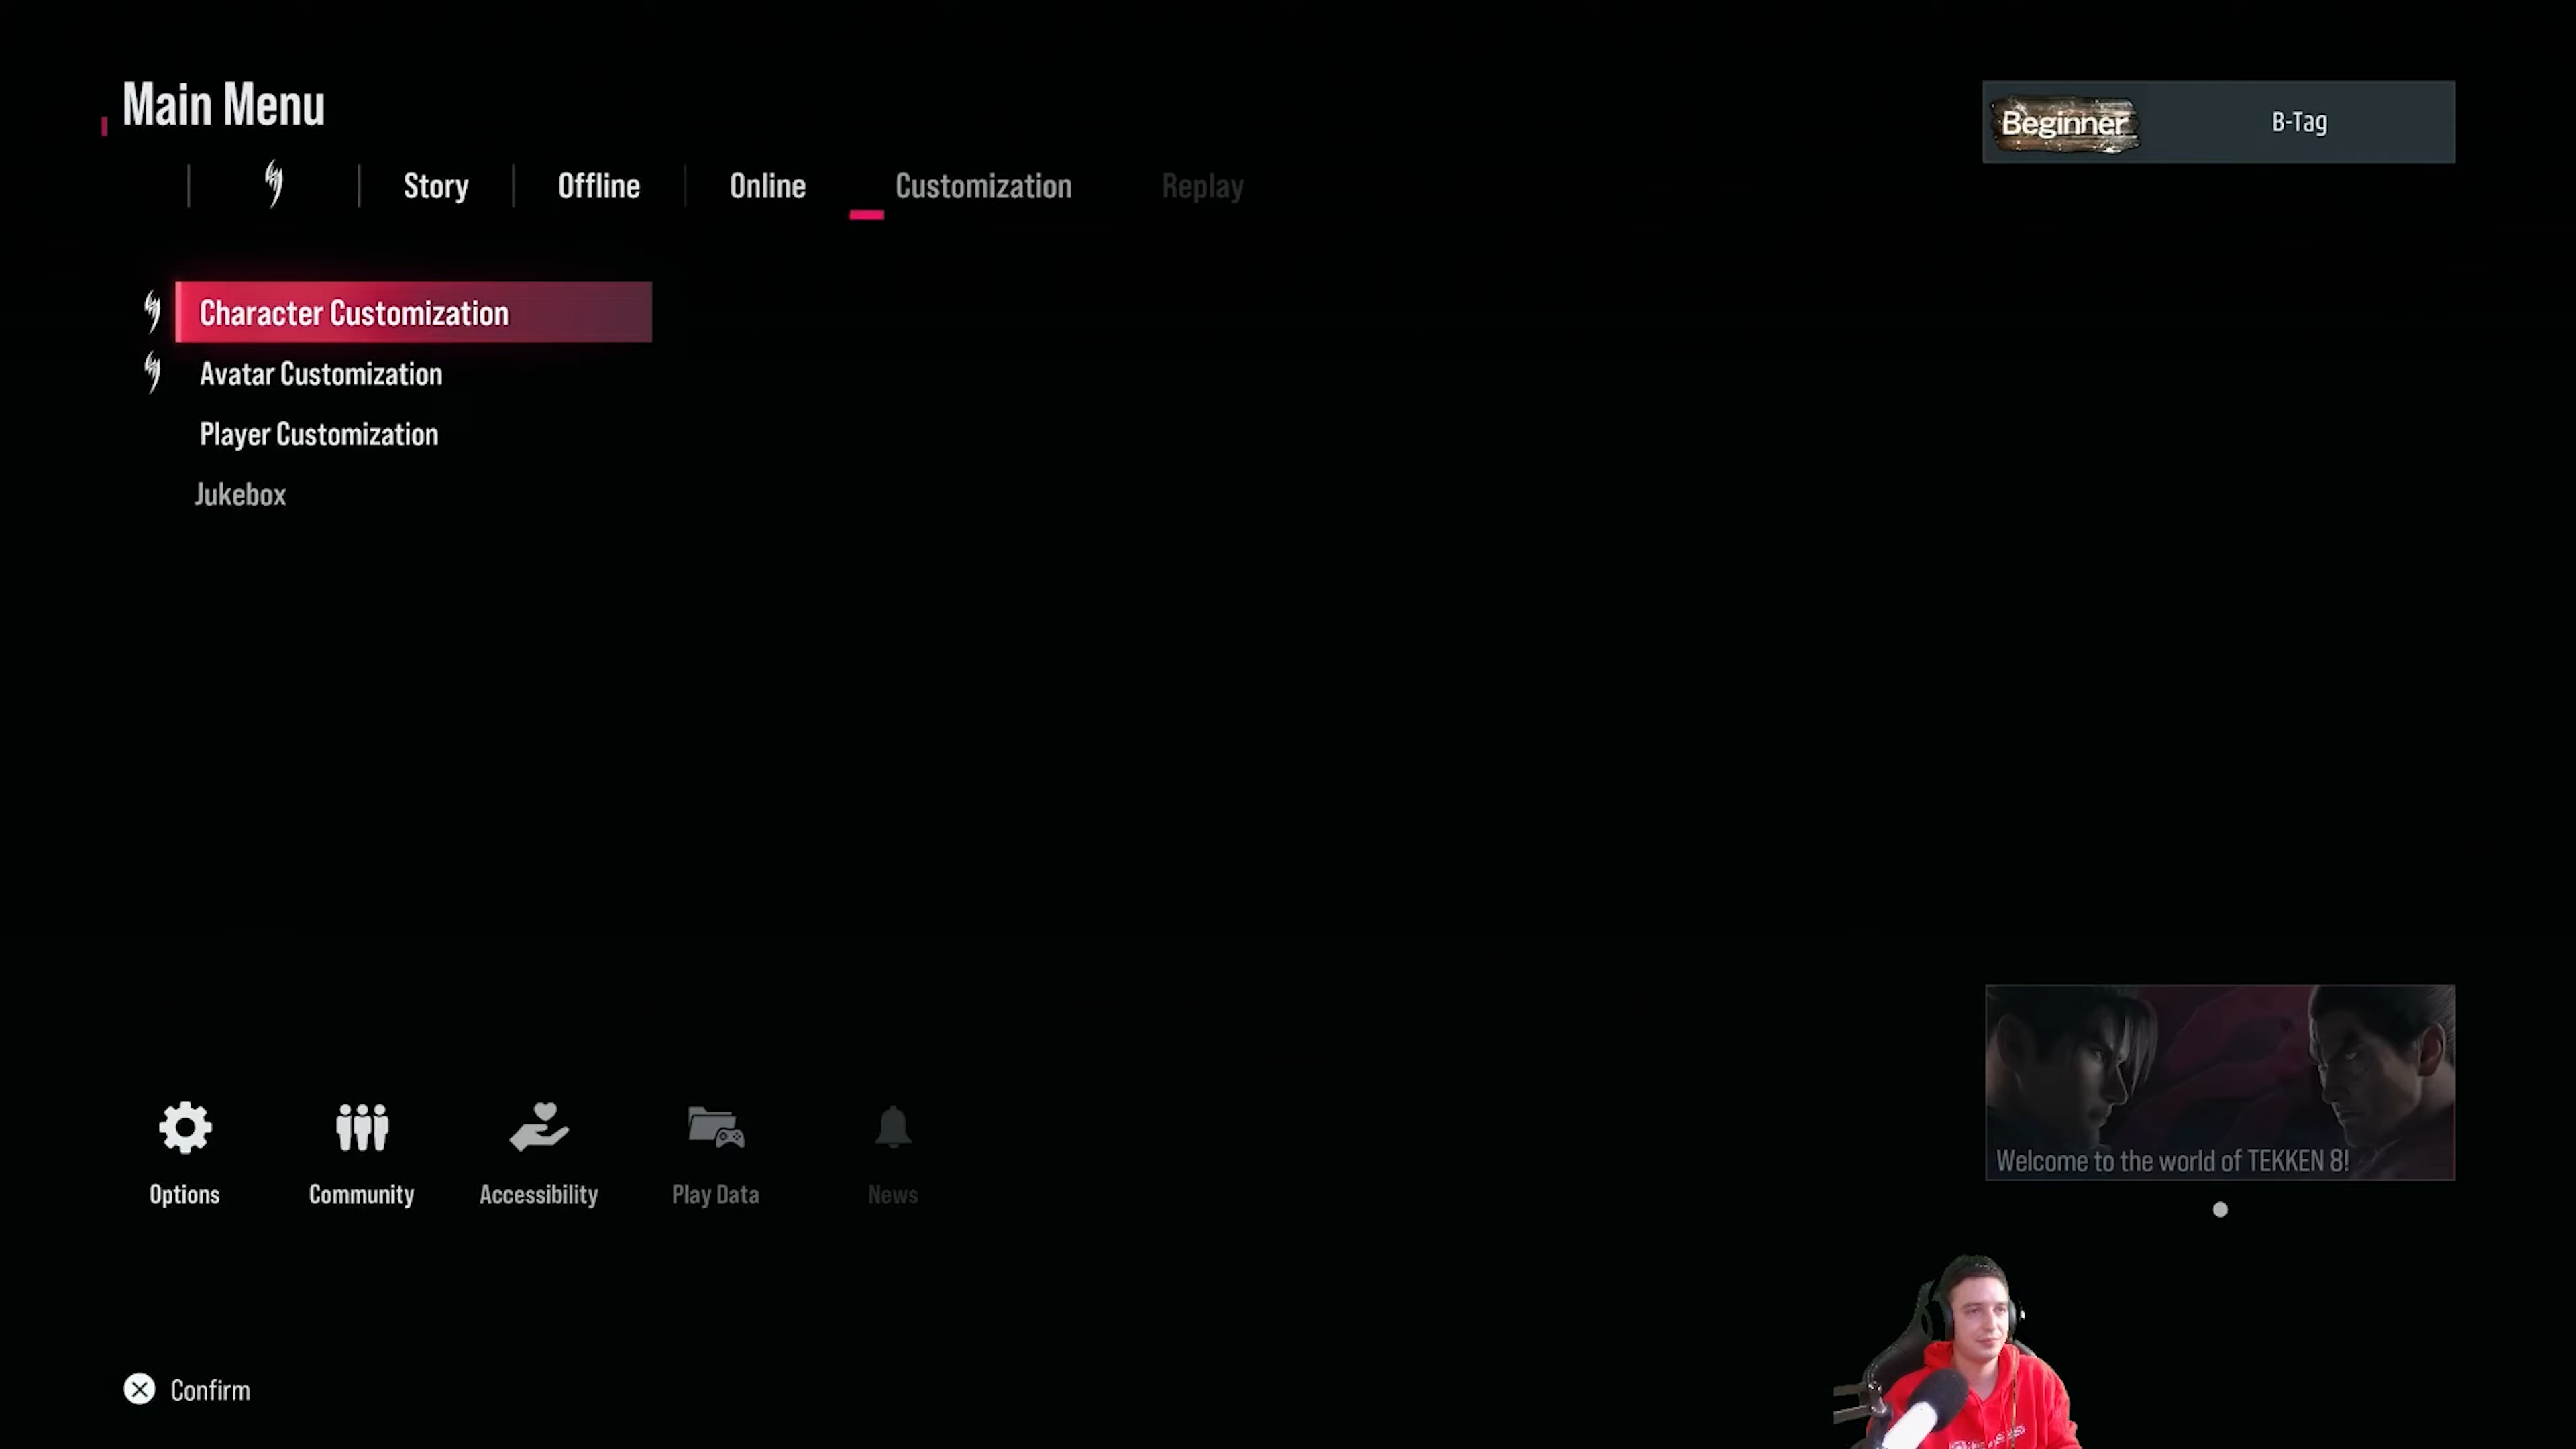 Main Menu
Beginner
B-Tag
Story
Offline
Online
Customization
Replay
Character Customization
Avatar Customization
Player Customization
Jukebox
Welcome to the world of TEKKEN 8!
Options
Community
Accessibility
Play Data
News
Confirm